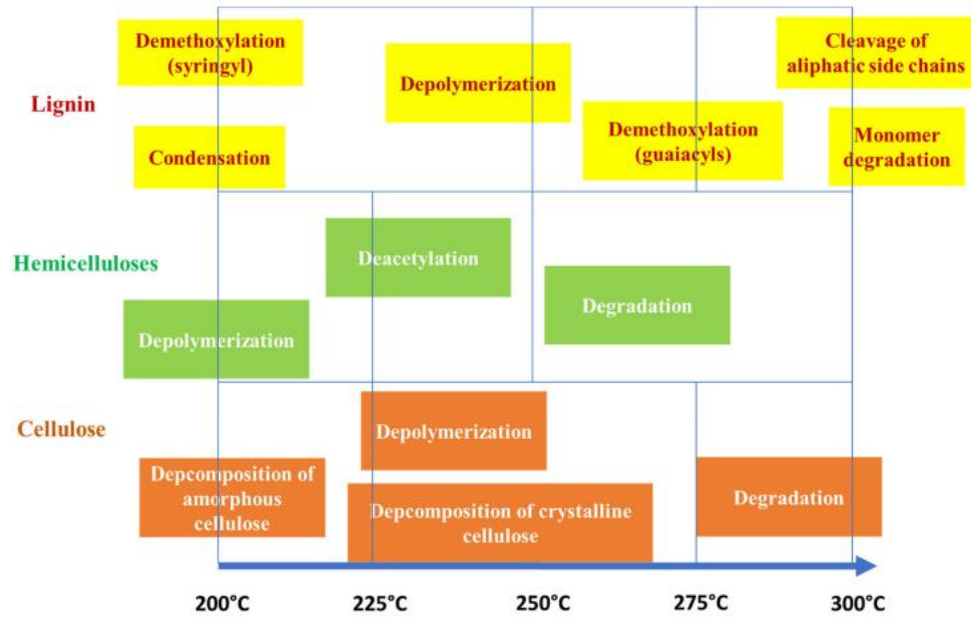 Demethoxylation
(syringyl)
Cleavage of
aliphatic side chains
Depolymerization
Lignin
Condensation
Demethoxylation
(guaiacyls)
Monomer
degradation
Hemicelluloses
Deacetylation
Degradation
Depolymerization
Cellulose
Depolymerization
Depcomposition of
amorphous
cellulose
Depcomposition of crystalline
cellulose
Degradation
200°C
225°C
250°C
275°C
300°C